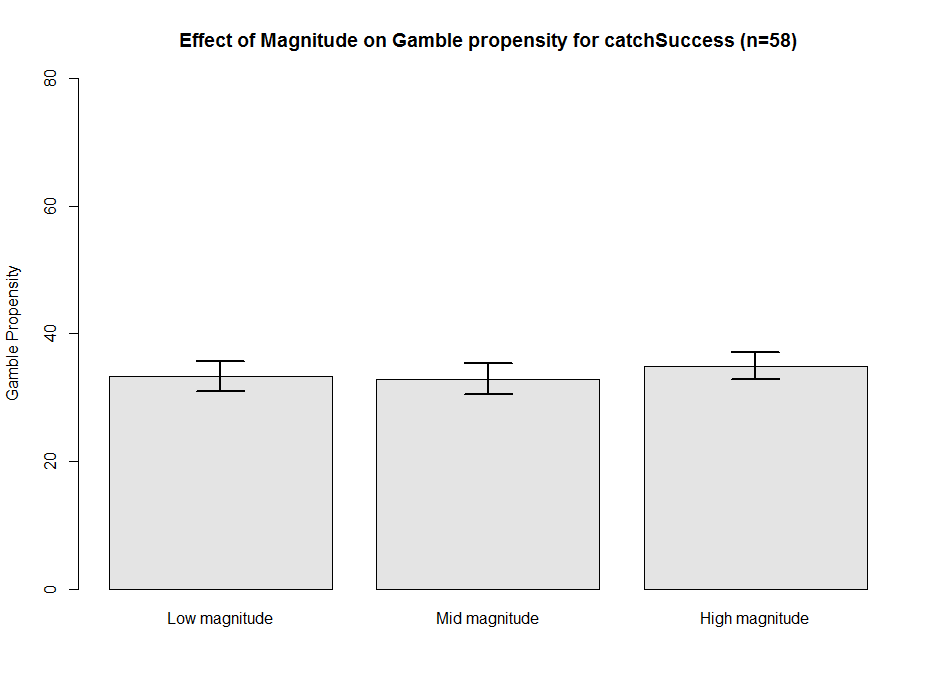 Effect of Magnitude on Gamble propensity for catchSuccess (n=58)
Gamble Propensity
80
60
40
20
0
Low magnitude Mid magnitude High magnitude